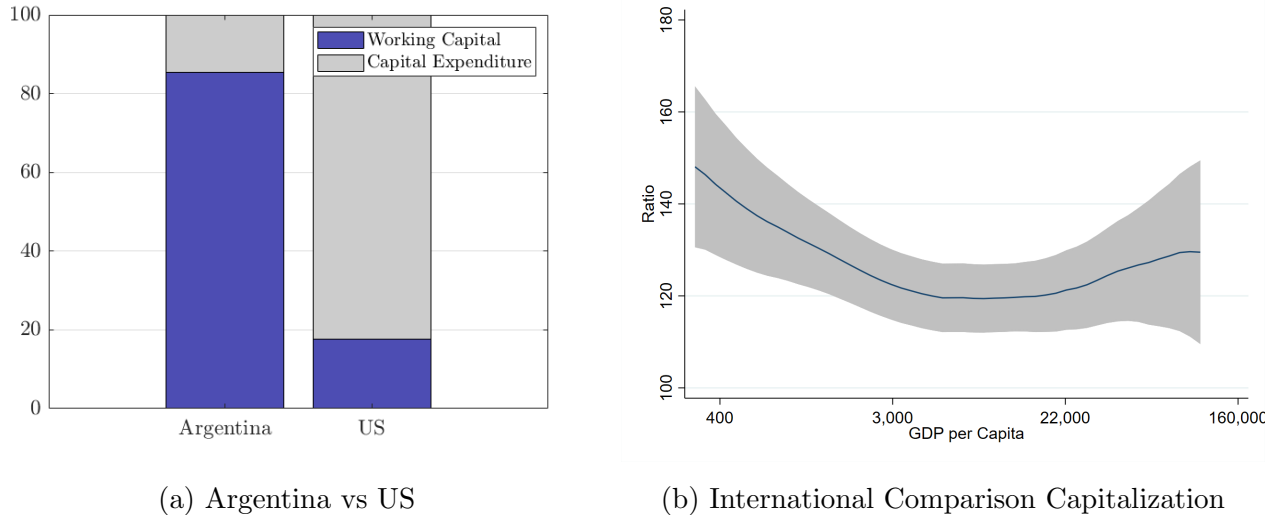 100
80
60
40
20
0
Working Capital
Capital Expenditure
Argentina
US
(a) Argentina vs US
180
160
140
120
100
Ratio
400
3,000
22,000
160,000
GDP per Capita
(b) International Comparison Capitalization